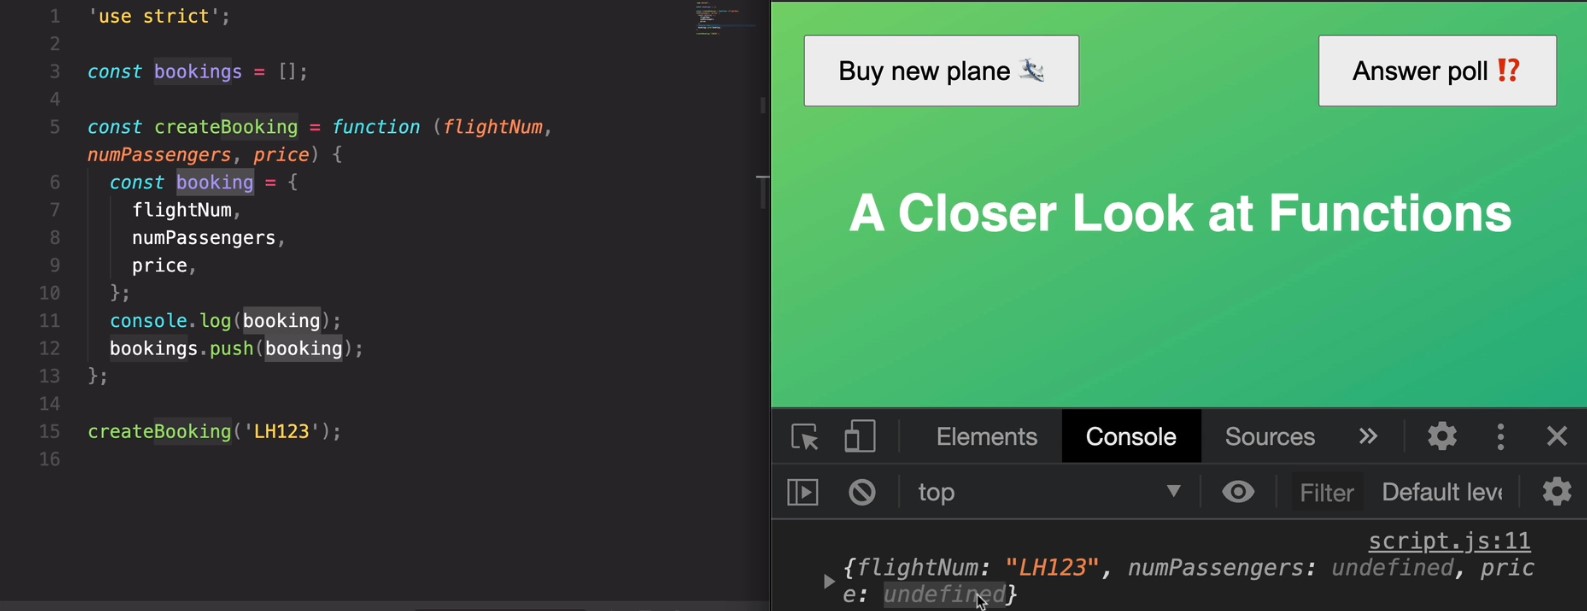 1 'use strict';
2
3 const bookings = [];
4
5 const createBooking = function (flightNum,
numPassengers, price) {
6 const booking = {
7 flightNum,
8 numPassengers,
9 price,
10 };
11 console.log(booking);
12 bookings.push(booking);
13 };
14
15 createBooking('LH123');
16
Buy new plane 🛩
Answer poll ⁉️
A Closer Look at Functions
Elements Console Sources »
top ▼ Filter Default leve
script.js:11
▶ {flightNum: "LH123", numPassengers: undefined, pric
e: undefined}